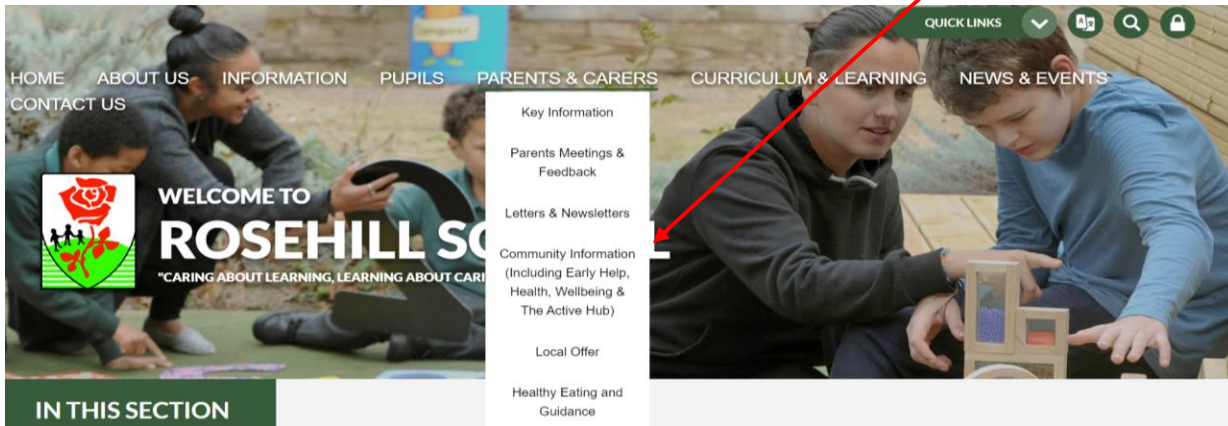 QUICK LINKS
HOME ABOUT US INFORMATION PUPILS PARENTS & CARERS CURRICULUM & LEARNING NEWS & EVENTS
CONTACT US
Key Information
Parents Meetings &
Feedback
Letters & Newsletters
Community Information
(Including Early Help,
Health, Wellbeing &
The Active Hub)
Local Offer
Healthy Eating and
Guidance
WELCOME TO
ROSEHILL
"CARING ABOUT LEARNING, LEARNING ABOUT
IN THIS SECTION